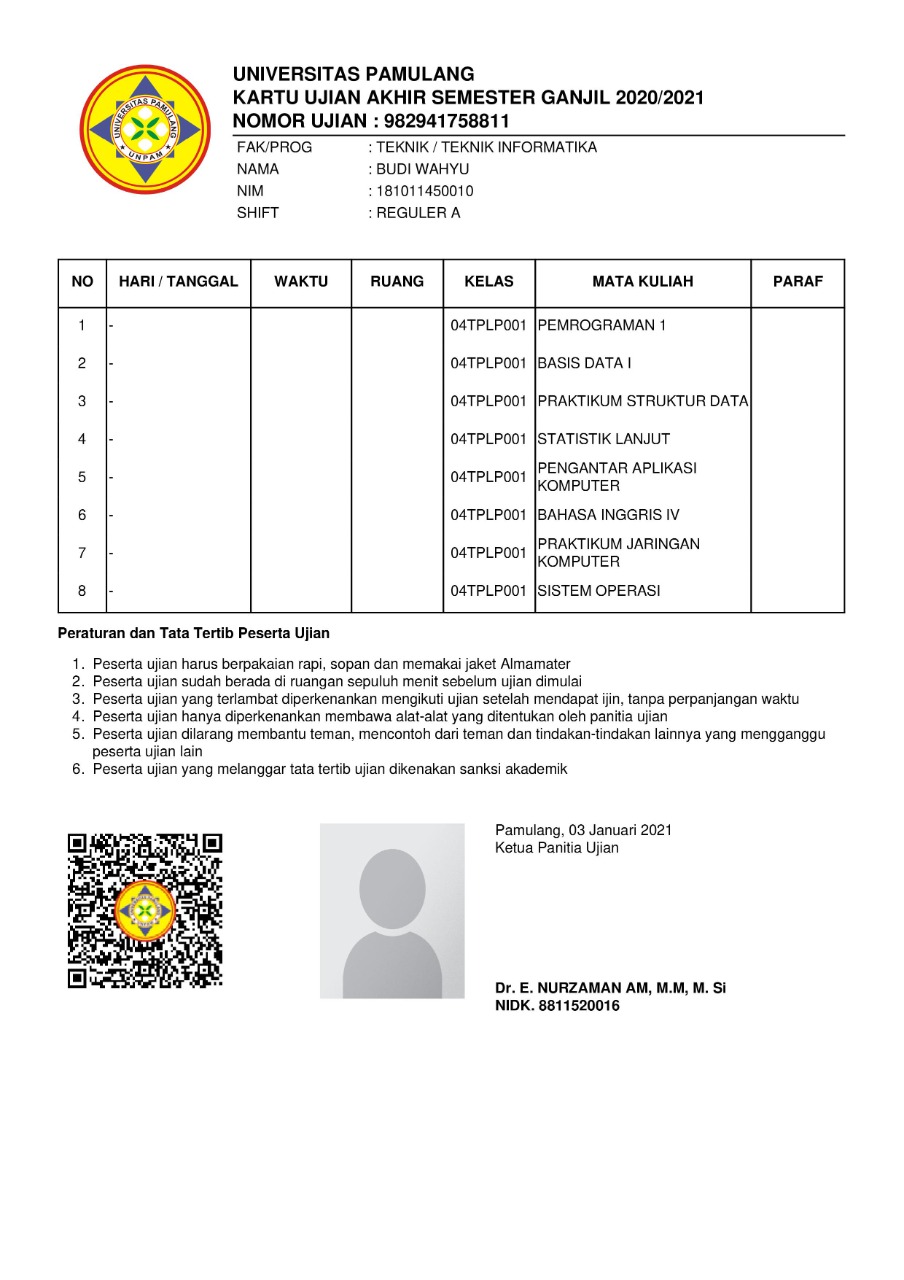 UNIVERSITAS PAMULANG
UNPAM
UNIVERSITAS PAMULANG
KARTU UJIAN AKHIR SEMESTER GANJIL 2020/2021
NOMOR UJIAN : 982941758811
FAK/PROG : TEKNIK / TEKNIK INFORMATIKA
NAMA : BUDI WAHYU
NIM : 181011450010
SHIFT : REGULER A
NO HARI / TANGGAL WAKTU RUANG KELAS MATA KULIAH PARAF
1 - 04TPLP001 PEMROGRAMAN 1
2 - 04TPLP001 BASIS DATA I
3 - 04TPLP001 PRAKTIKUM STRUKTUR DATA
4 - 04TPLP001 STATISTIK LANJUT
5 - 04TPLP001 PENGANTAR APLIKASI
KOMPUTER
6 - 04TPLP001 BAHASA INGGRIS IV
7 - 04TPLP001 PRAKTIKUM JARINGAN
KOMPUTER
8 - 04TPLP001 SISTEM OPERASI
Peraturan dan Tata Tertib Peserta Ujian
1. Peserta ujian harus berpakaian rapi, sopan dan memakai jaket Almamater
2. Peserta ujian sudah berada di ruangan sepuluh menit sebelum ujian dimulai
3. Peserta ujian yang terlambat diperkenankan mengikuti ujian setelah mendapat ijin, tanpa perpanjangan waktu
4. Peserta ujian hanya diperkenankan membawa alat-alat yang ditentukan oleh panitia ujian
5. Peserta ujian dilarang membantu teman, mencontoh dari teman dan tindakan-tindakan lainnya yang mengganggu
peserta ujian lain
6. Peserta ujian yang melanggar tata tertib ujian dikenakan sanksi akademik
Pamulang, 03 Januari 2021
Ketua Panitia Ujian
Dr. E. NURZAMAN AM, M.M, M. Si
NIDK. 8811520016